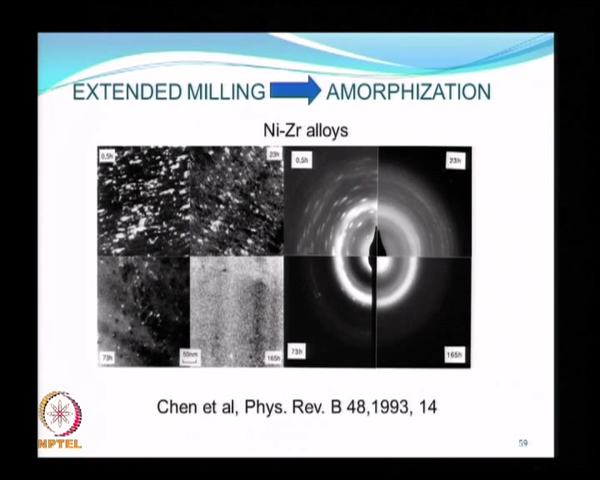 EXTENDED MILLING AMORPHIZATION
Ni-Zr alloys
0.5h
23h
0.5h
23h
73h
50nm
165h
73h
165h
Chen et al, Phys. Rev. B 48,1993, 14
NPTEL
59